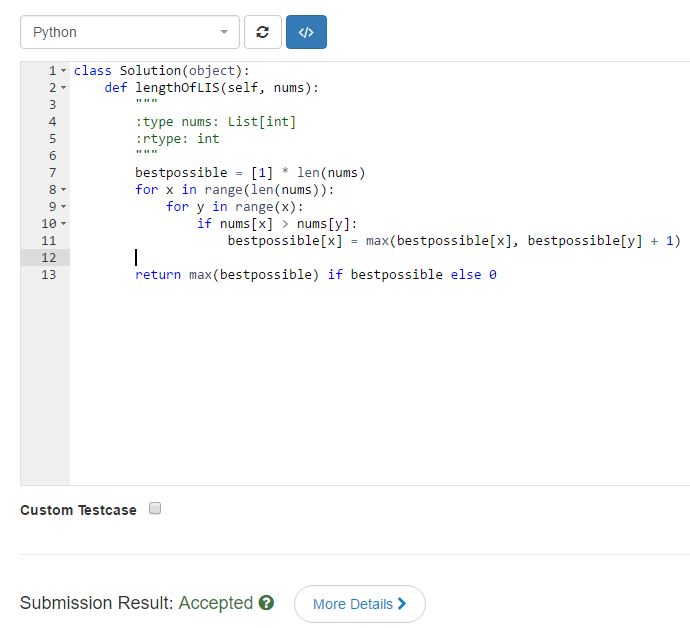 Python
</>
1 class Solution(object):
2     def lengthOfLIS(self, nums):
3         """
4         :type nums: List[int]
5         :rtype: int
6         """
7         bestpossible = [1] * len(nums)
8         for x in range(len(nums)):
9             for y in range(x):
10                 if nums[x] > nums[y]:
11                     bestpossible[x] = max(bestpossible[x], bestpossible[y] + 1)
12
13         return max(bestpossible) if bestpossible else 0
Custom Testcase
Submission Result: Accepted ? More Details